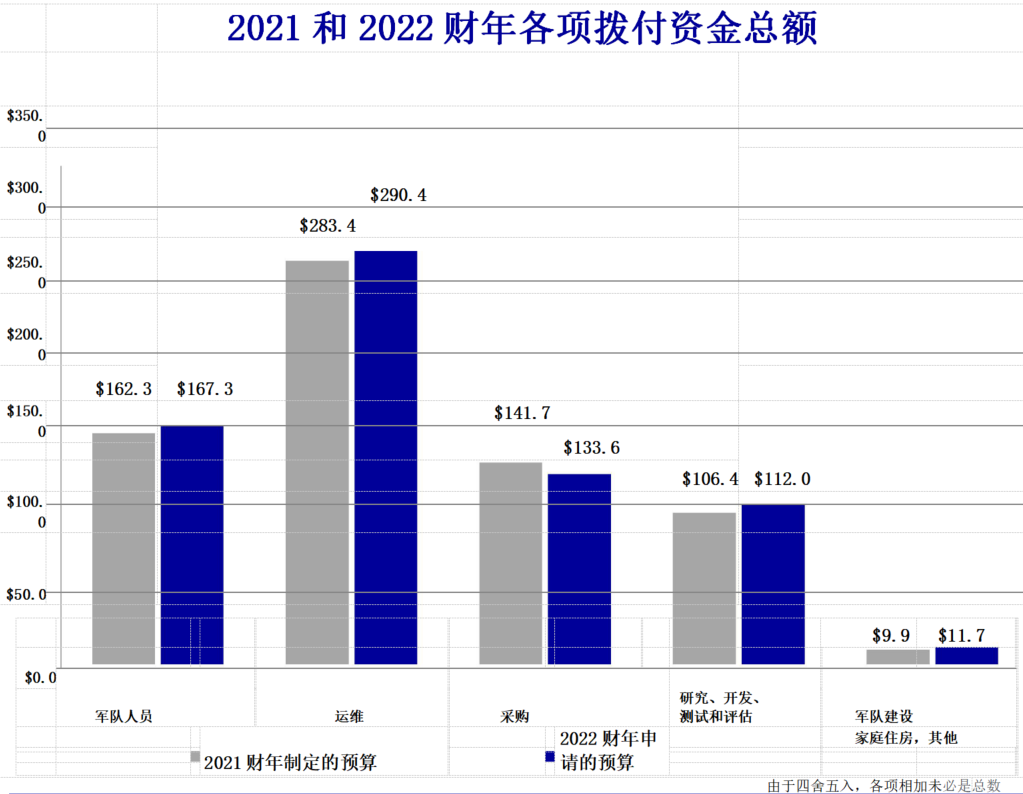 2021 和 2022 财年各项拨付资金总额
$350.
0
$300.
0
$290.4
$283.4
$250.
0
$200.
0
$162.3 $167.3
$150.
0
$141.7
$133.6
$106.4 $112.0
$100.
0
$50.0
$9.9 $11.7
$0.0
军队人员
运维
采购
研究、开发、
测试和评估
军队建设
家庭住房，其他
2021 财年制定的预算
2022 财年申
请的预算
由于四舍五入，各项相加未必是总数